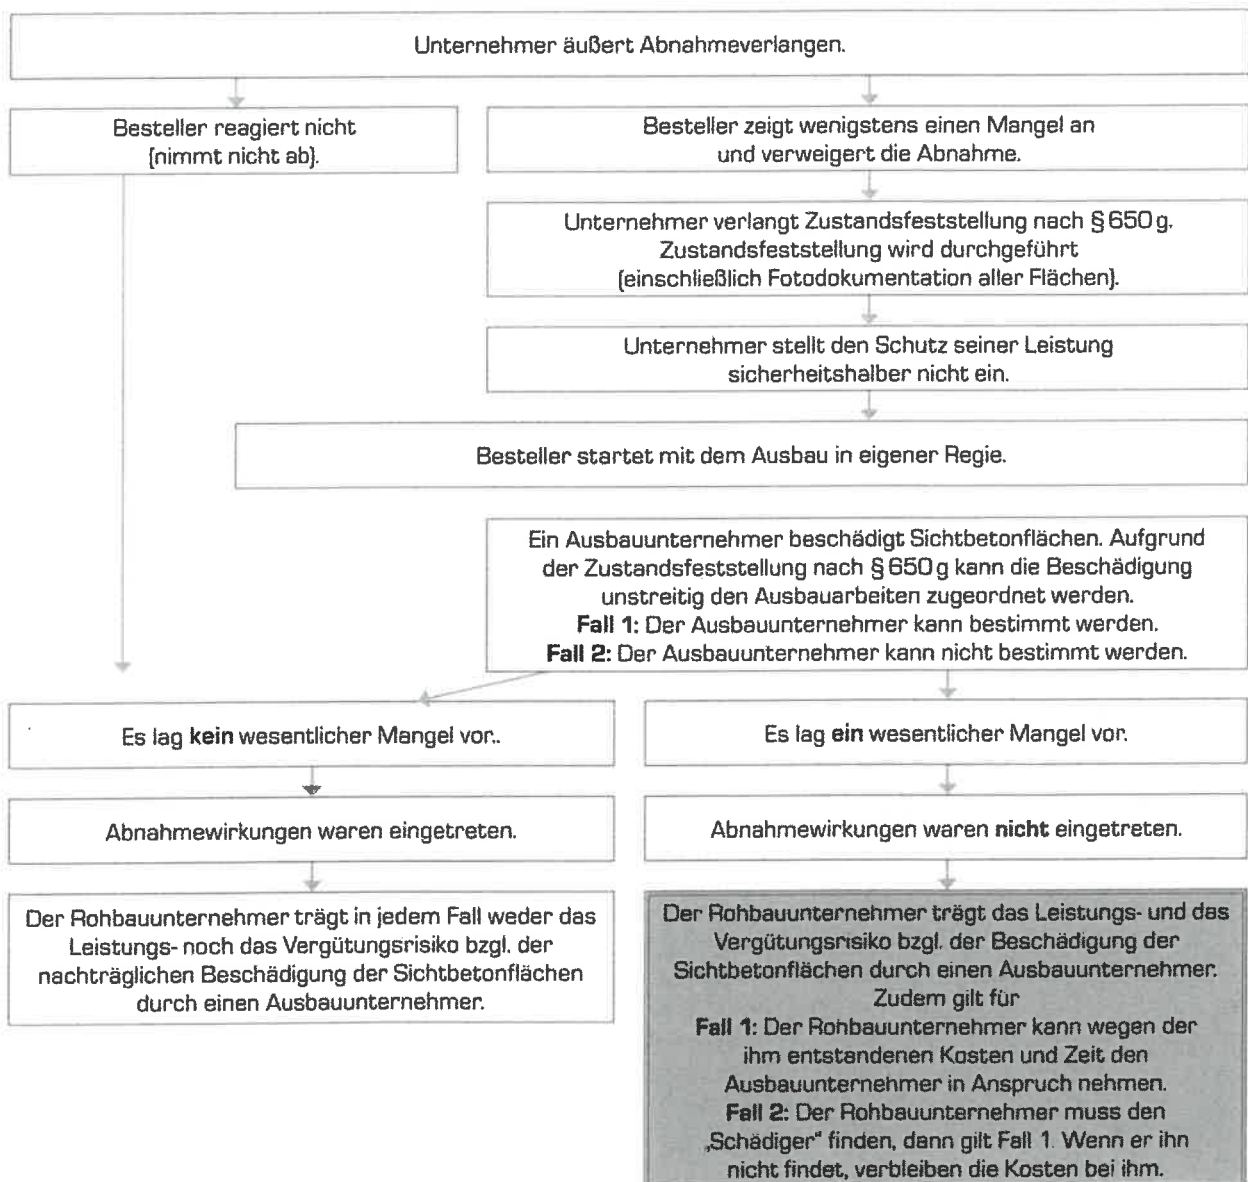 Unternehmer äußert Abnahmeverlangen.
Besteller reagiert nicht
(nimmt nicht ab).
Besteller zeigt wenigstens einen Mangel an
und verweigert die Abnahme.
Unternehmer verlangt Zustandsfeststellung nach § 650 g.
Zustandsfeststellung wird durchgeführt
(einschließlich Fotodokumentation aller Flächen).
Unternehmer stellt den Schutz seiner Leistung
sicherheitshalber nicht ein.
Besteller startet mit dem Ausbau in eigener Regie.
Ein Ausbauunternehmer beschädigt Sichtbetonflächen. Aufgrund
der Zustandsfeststellung nach § 650 g kann die Beschädigung
unstreitig den Ausbauarbeiten zugeordnet werden.
Fall 1: Der Ausbauunternehmer kann bestimmt werden.
Fall 2: Der Ausbauunternehmer kann nicht bestimmt werden.
Es lag kein wesentlicher Mangel vor..
Abnahmewirkungen waren eingetreten.
Der Rohbauunternehmer trägt in jedem Fall weder das
Leistungs- noch das Vergütungsrisiko bzgl. der
nachträglichen Beschädigung der Sichtbetonflächen
durch einen Ausbauunternehmer.
Es lag ein wesentlicher Mangel vor.
Abnahmewirkungen waren nicht eingetreten.
Der Rohbauunternehmer trägt das Leistungs- und das
Vergütungsrisiko bzgl. der Beschädigung der
Sichtbetonflächen durch einen Ausbauunternehmer.
Zudem gilt für
Fall 1: Der Rohbauunternehmer kann wegen der
ihm entstandenen Kosten und Zeit den
Ausbauunternehmer in Anspruch nehmen.
Fall 2: Der Rohbauunternehmer muss den
„Schädiger" finden, dann gilt Fall 1. Wenn er ihn
nicht findet, verbleiben die Kosten bei ihm.